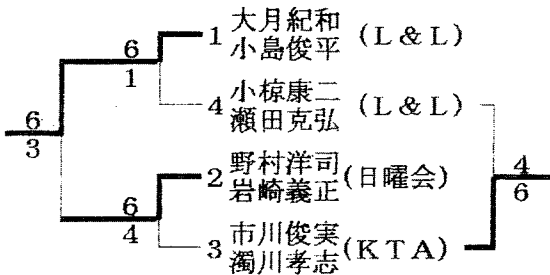 1 大月紀和 (L&L)
小島俊平
6
1
4 小椋康二 (L&L)
瀬田克弘
6
3
2 野村洋司 (日曜会)
岩崎義正
4
6
6
4
3 市川俊実 (KTA)
濁川孝志